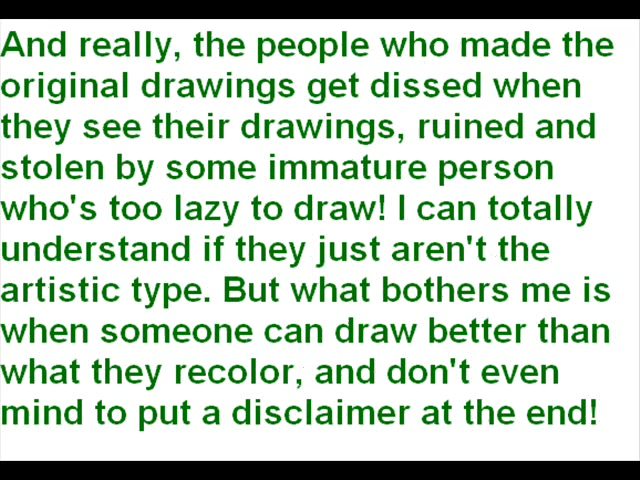 And really, the people who made the
original drawings get dissed when
they see their drawings, ruined and
stolen by some immature person
who's too lazy to draw! I can totally
understand if they just aren't the
artistic type. But what bothers me is
when someone can draw better than
what they recolor, and don't even
mind to put a disclaimer at the end!